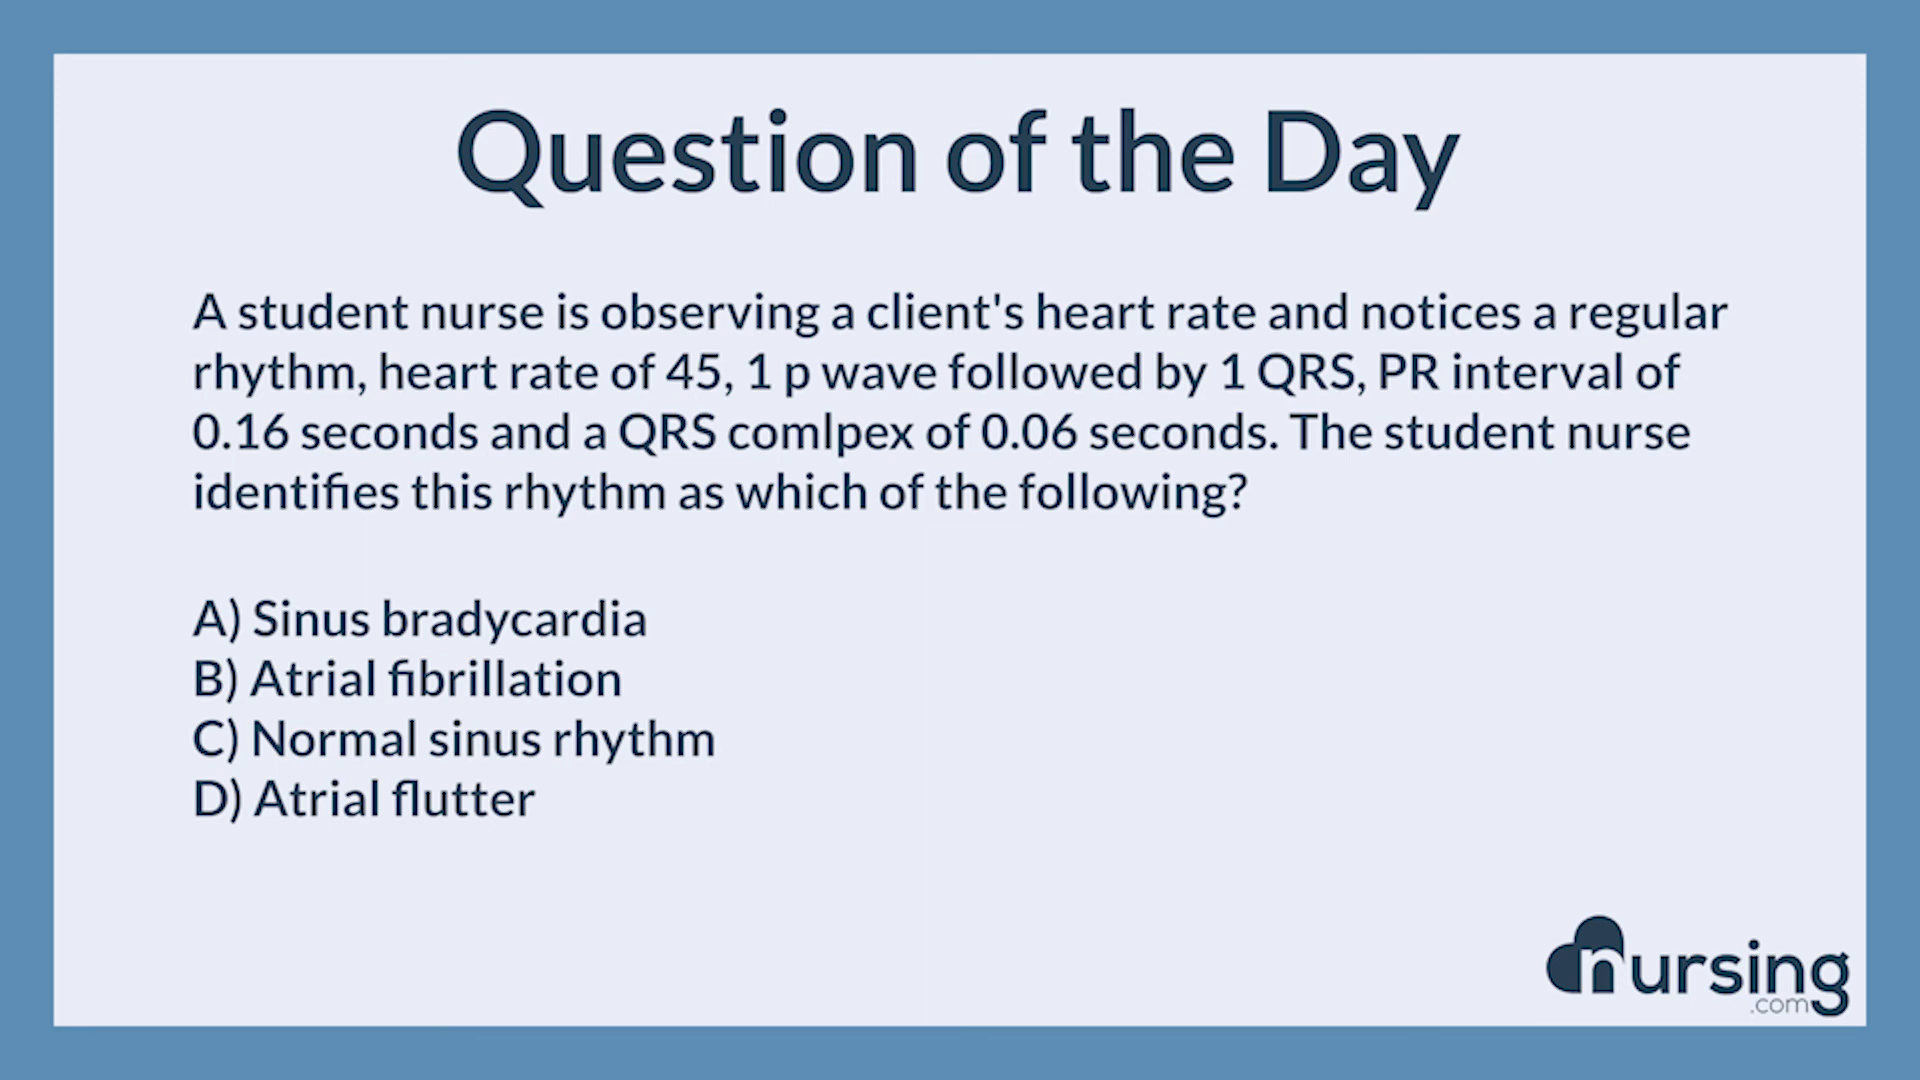 Question of the Day
A student nurse is observing a client's heart rate and notices a regular
rhythm, heart rate of 45, 1 p wave followed by 1 QRS, PR interval of
0.16 seconds and a QRS comlpex of 0.06 seconds. The student nurse
identifies this rhythm as which of the following?
A) Sinus bradycardia
B) Atrial fibrillation
C) Normal sinus rhythm
D) Atrial flutter
nursing
.com